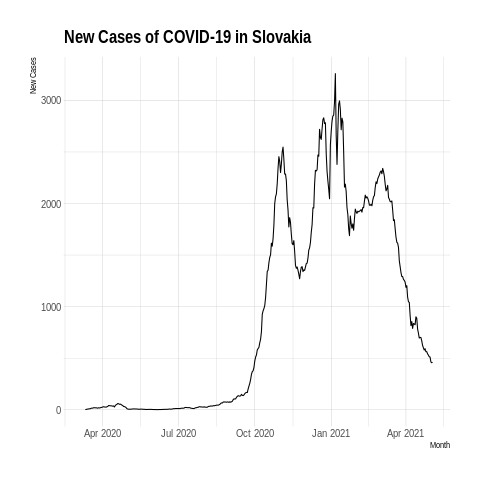 New Cases of COVID-19 in Slovakia
New Cases
3000
2000
1000
0
Apr 2020
Jul 2020
Oct 2020
Jan 2021
Apr 2021
Month